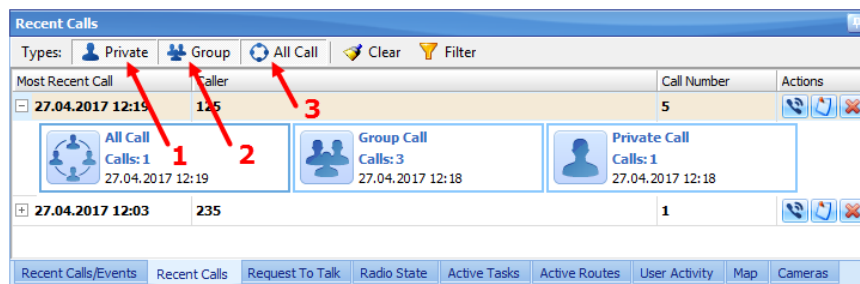 Recent Calls
Types: Private Group All Call Clear Filter
Most Recent Call Caller Call Number Actions
27.04.2017 12:19 125 5
All Call Group Call Private Call
Calls: 1 Calls: 3 Calls: 1
27.04.2017 12:19 27.04.2017 12:18 27.04.2017 12:18
1 2 3
27.04.2017 12:03 235 1
Recent Calls/Events Recent Calls Request To Talk Radio State Active Tasks Active Routes User Activity Map Cameras